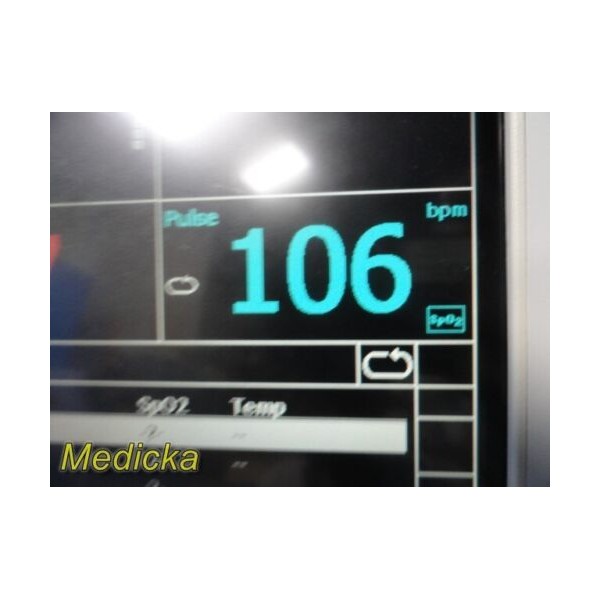 Pulse bpm
106
SpO2
SpO2 Temp
-- --
--
Medicka